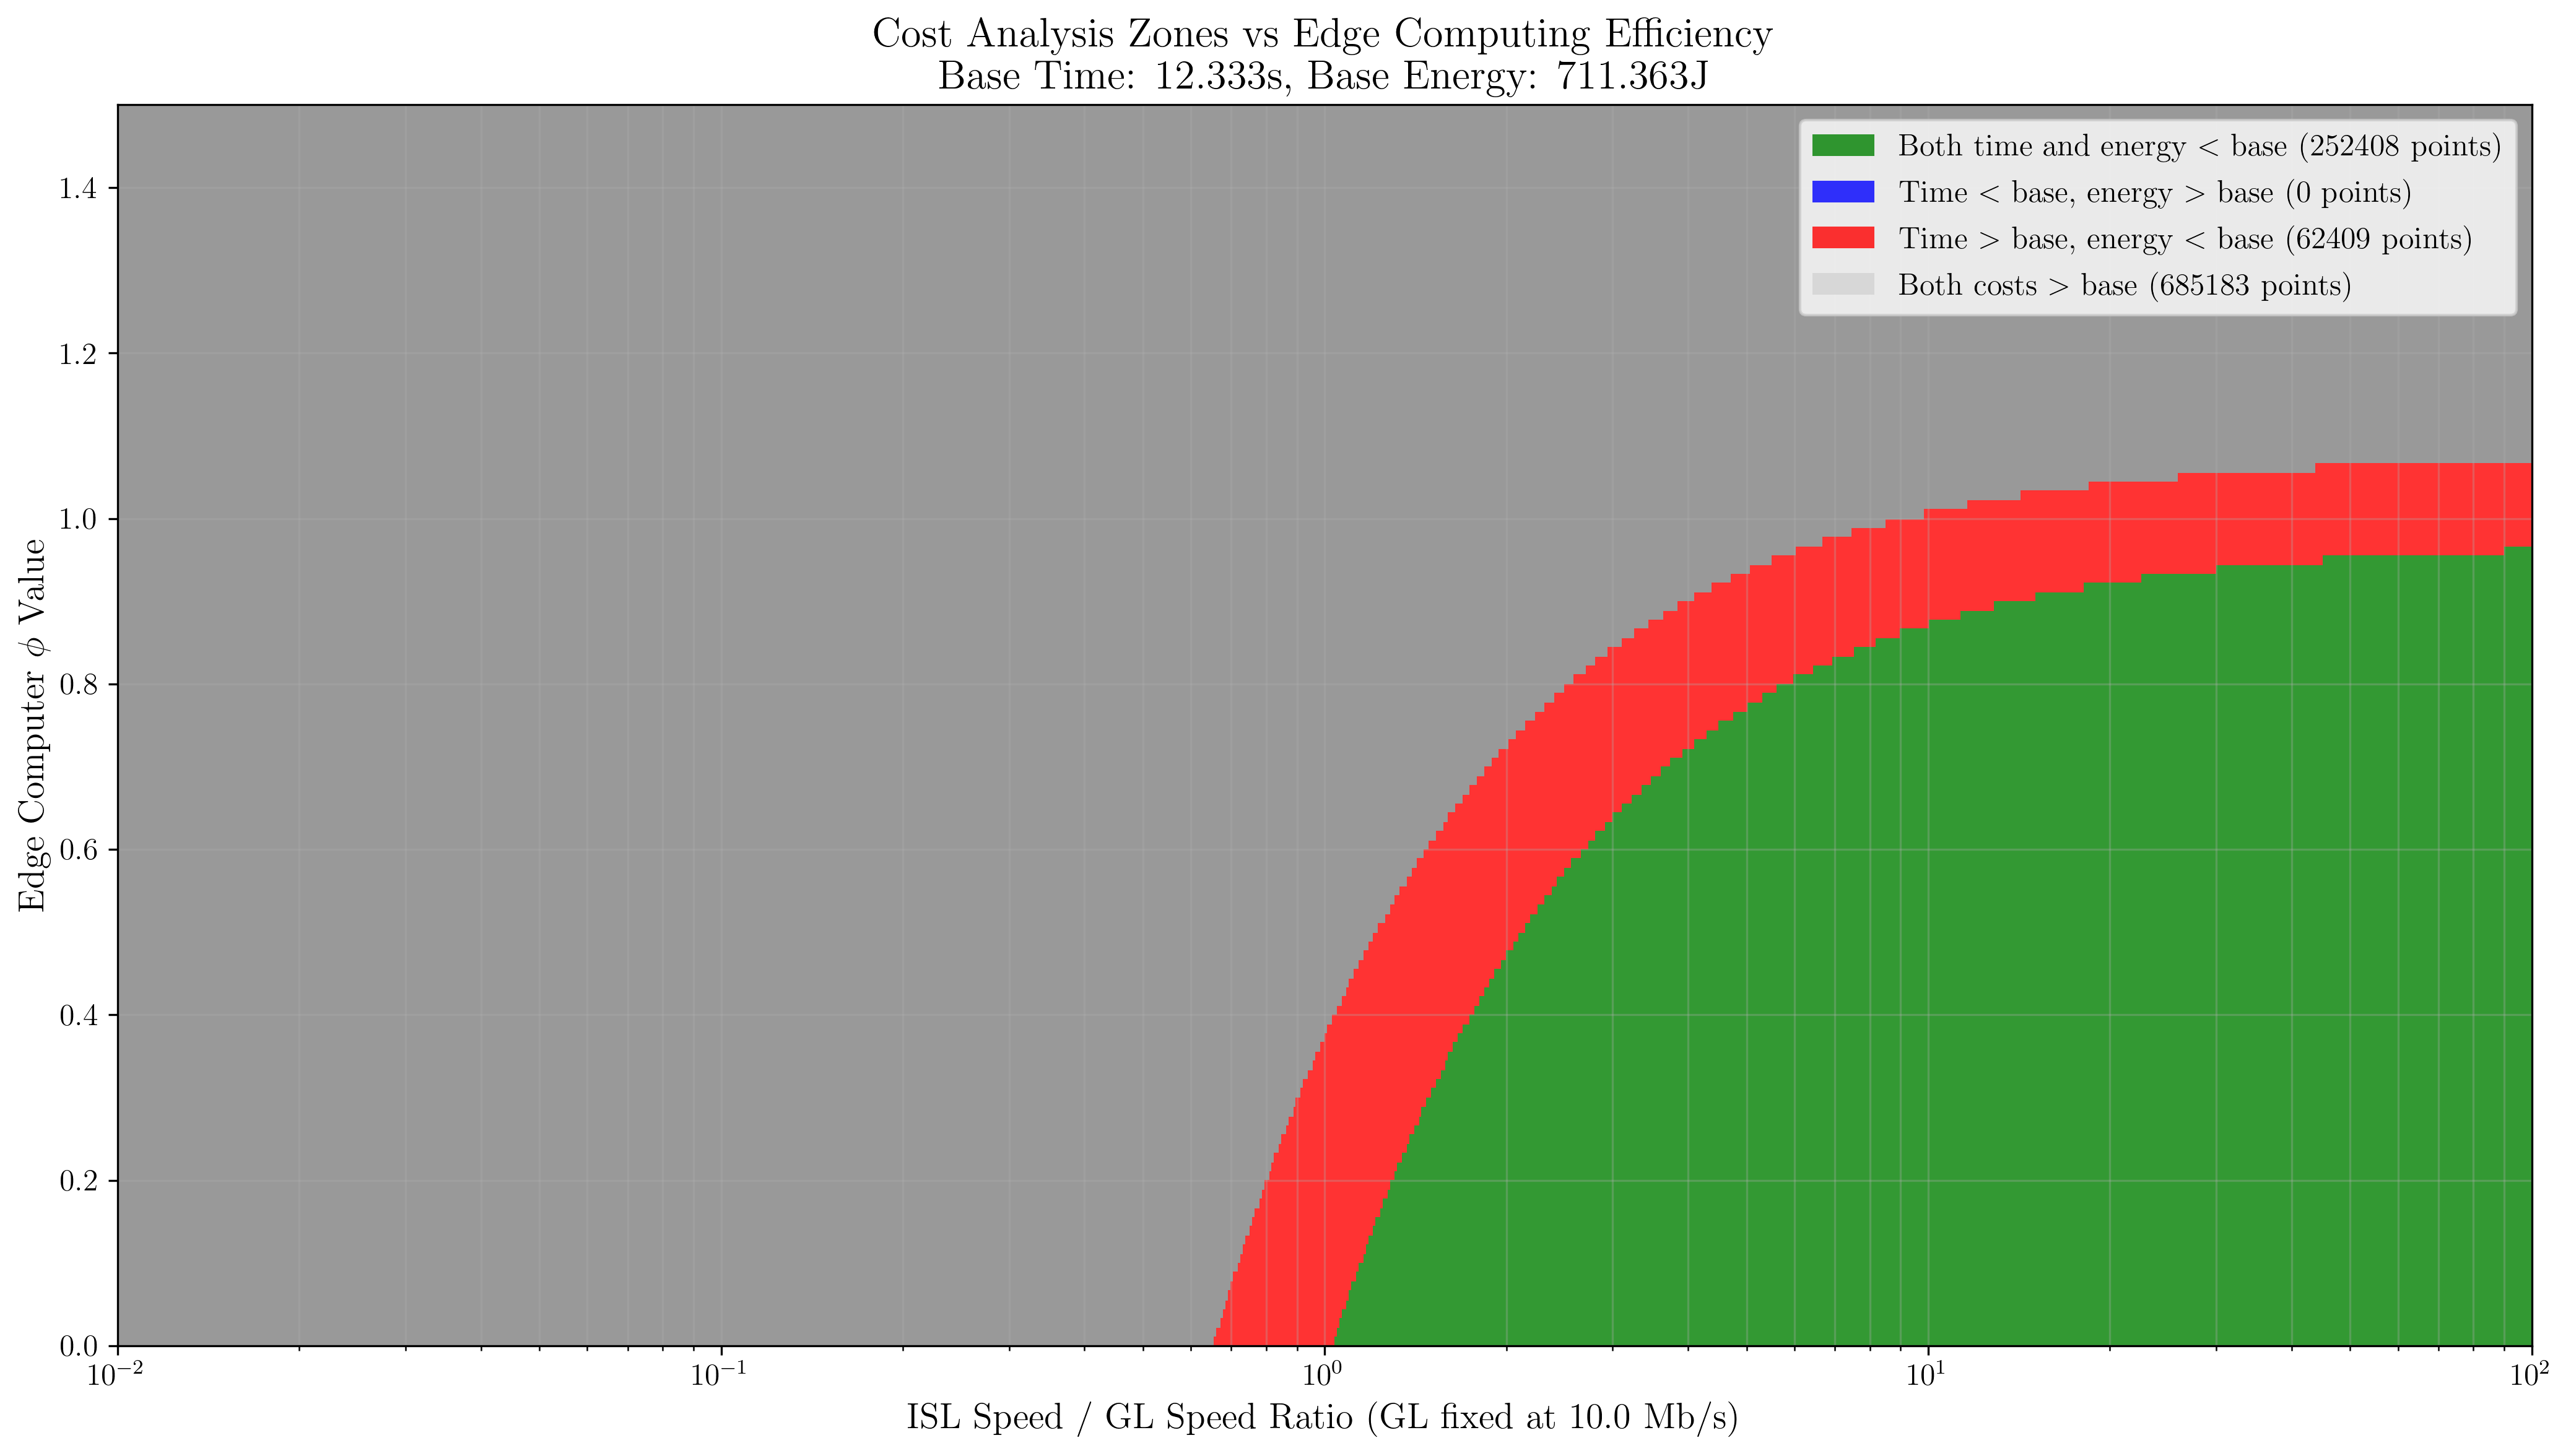 Cost Analysis Zones vs Edge Computing Efficiency
Base Time: 12.333s, Base Energy: 711.363J
Both time and energy < base (252408 points)
Time < base, energy > base (0 points)
Time > base, energy < base (62409 points)
Both costs > base (685183 points)
Edge Computer ϕ Value
1.4
1.2
1.0
0.8
0.6
0.4
0.2
0.0
10⁻² 10⁻¹ 10⁰ 10¹ 10²
ISL Speed / GL Speed Ratio (GL fixed at 10.0 Mb/s)